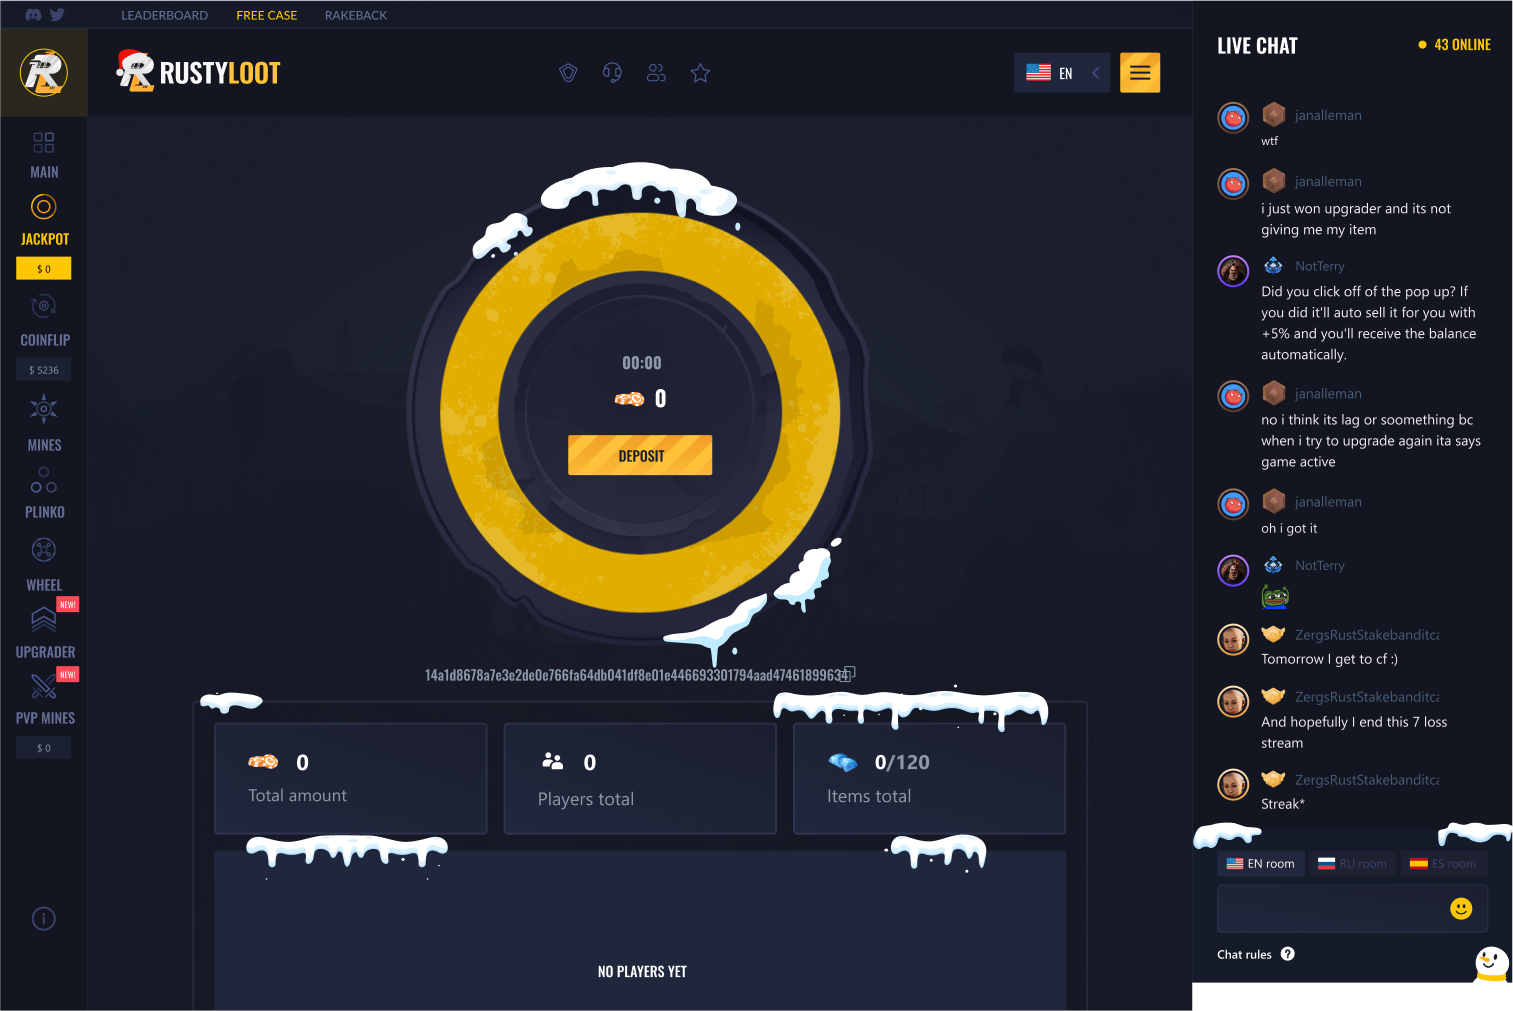 LEADERBOARD FREE CASE RAKEBACK
RUSTYLOOT
EN
MAIN
JACKPOT
$ 0
COINFLIP
$ 5236
MINES
PLINKO
WHEEL
NEW!
UPGRADER
NEW!
PVP MINES
$ 0
00:00
0
DEPOSIT
14a1d8678a7e3e2de0e766fa64db041df8e01e446693301794aad47461899634
0
Total amount
0
Players total
0/120
Items total
NO PLAYERS YET
LIVE CHAT
43 ONLINE
janalleman
wtf
janalleman
i just won upgrader and its not
giving me my item
NotTerry
Did you click off of the pop up? If
you did it'll auto sell it for you with
+5% and you'll receive the balance
automatically.
janalleman
no i think its lag or soomething bc
when i try to upgrade again ita says
game active
janalleman
oh i got it
NotTerry
ZergsRustStakebanditca
Tomorrow I get to cf :)
ZergsRustStakebanditca
And hopefully I end this 7 loss
stream
ZergsRustStakebanditca
Streak*
EN room
RU room
ES room
Chat rules ?